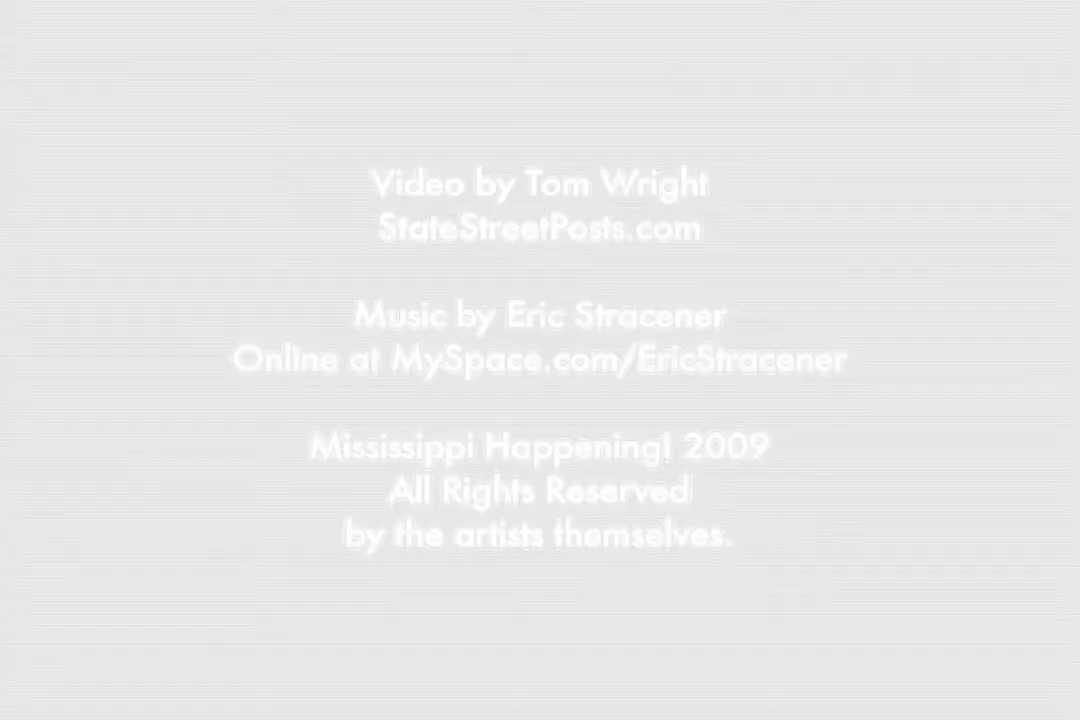 Video by Tom Wright
StateStreetPosts.com
Music by Eric Stracener
Online at MySpace.com/EricStracener
Mississippi Happening! 2009
All Rights Reserved
by the artists themselves.